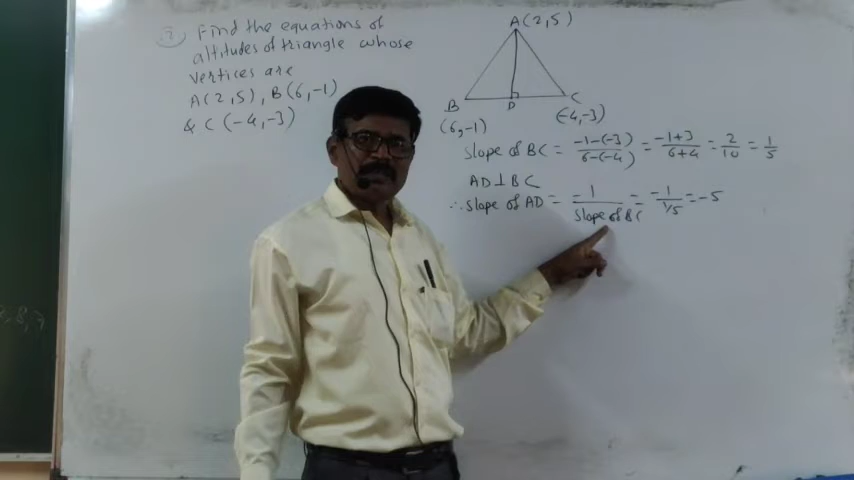 7) Find the equations of
altitudes of triangle whose
vertices are
A(2,5), B(6,-1)
& C(-4,-3)
A(2,5)
B
D
C
(6,-1)
(-4,-3)
Slope of BC = -1-(-3)/6-(-4) = -1+3/6+4 = 2/10 = 1/5
AD⊥BC
∴ Slope of AD = -1/Slope of BC = -1/1/5 = -5